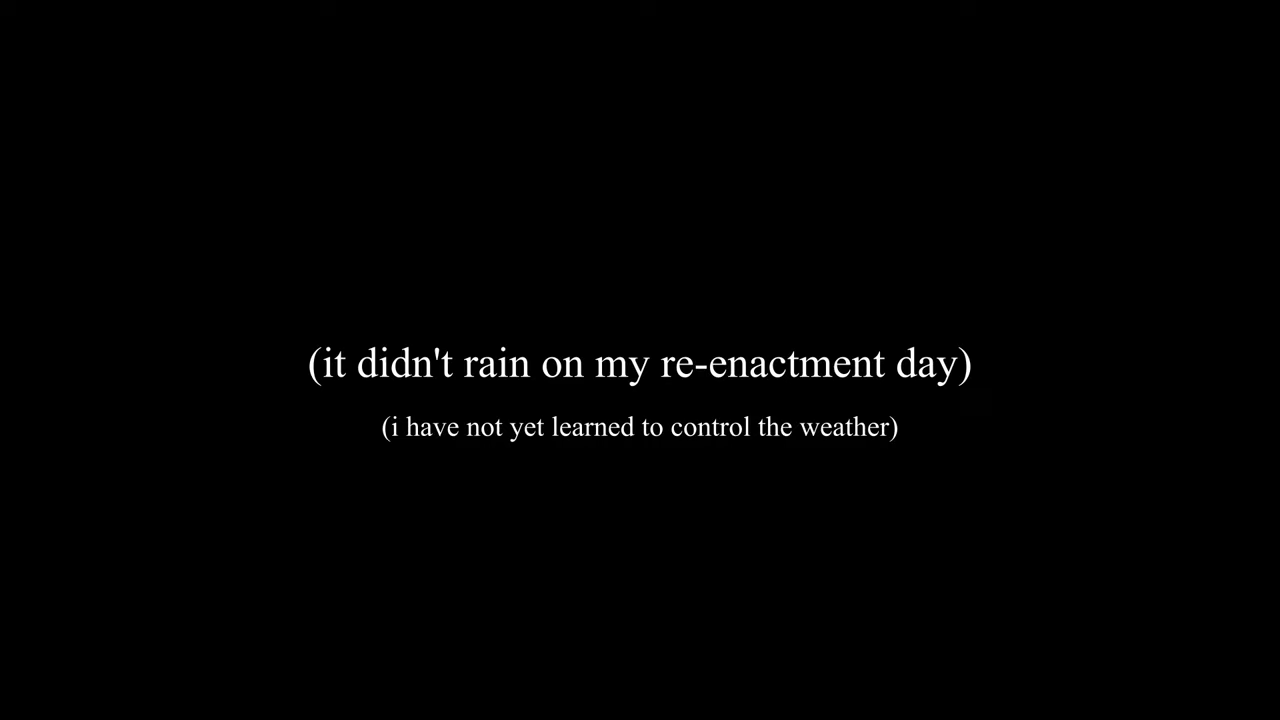 (it didn't rain on my re-enactment day)
(i have not yet learned to control the weather)